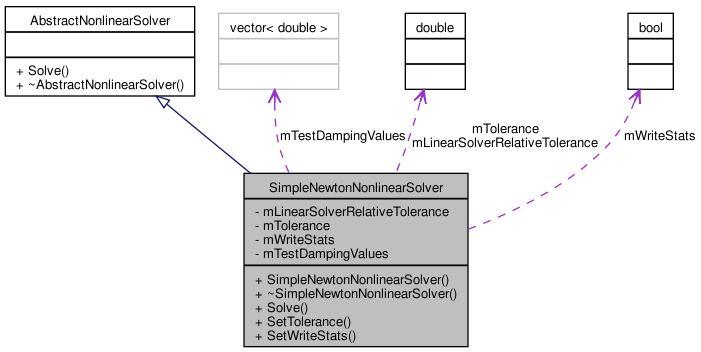 AbstractNonlinearSolver
+ Solve()
+ ~AbstractNonlinearSolver()
vector< double >
double
bool
mTestDampingValues
mTolerance
mLinearSolverRelativeTolerance
mWriteStats
SimpleNewtonNonlinearSolver
- mLinearSolverRelativeTolerance
- mTolerance
- mWriteStats
- mTestDampingValues
+ SimpleNewtonNonlinearSolver()
+ ~SimpleNewtonNonlinearSolver()
+ Solve()
+ SetTolerance()
+ SetWriteStats()